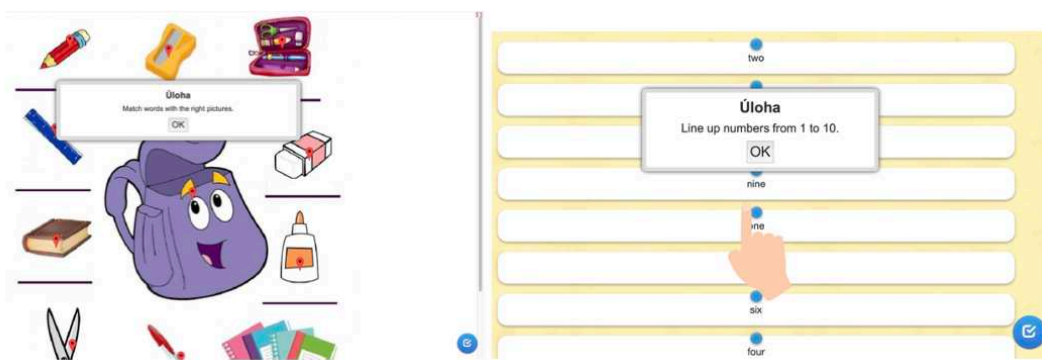 Úloha
Match words with the right pictures.
OK
two
Úloha
Line up numbers from 1 to 10.
OK
nine
six
four